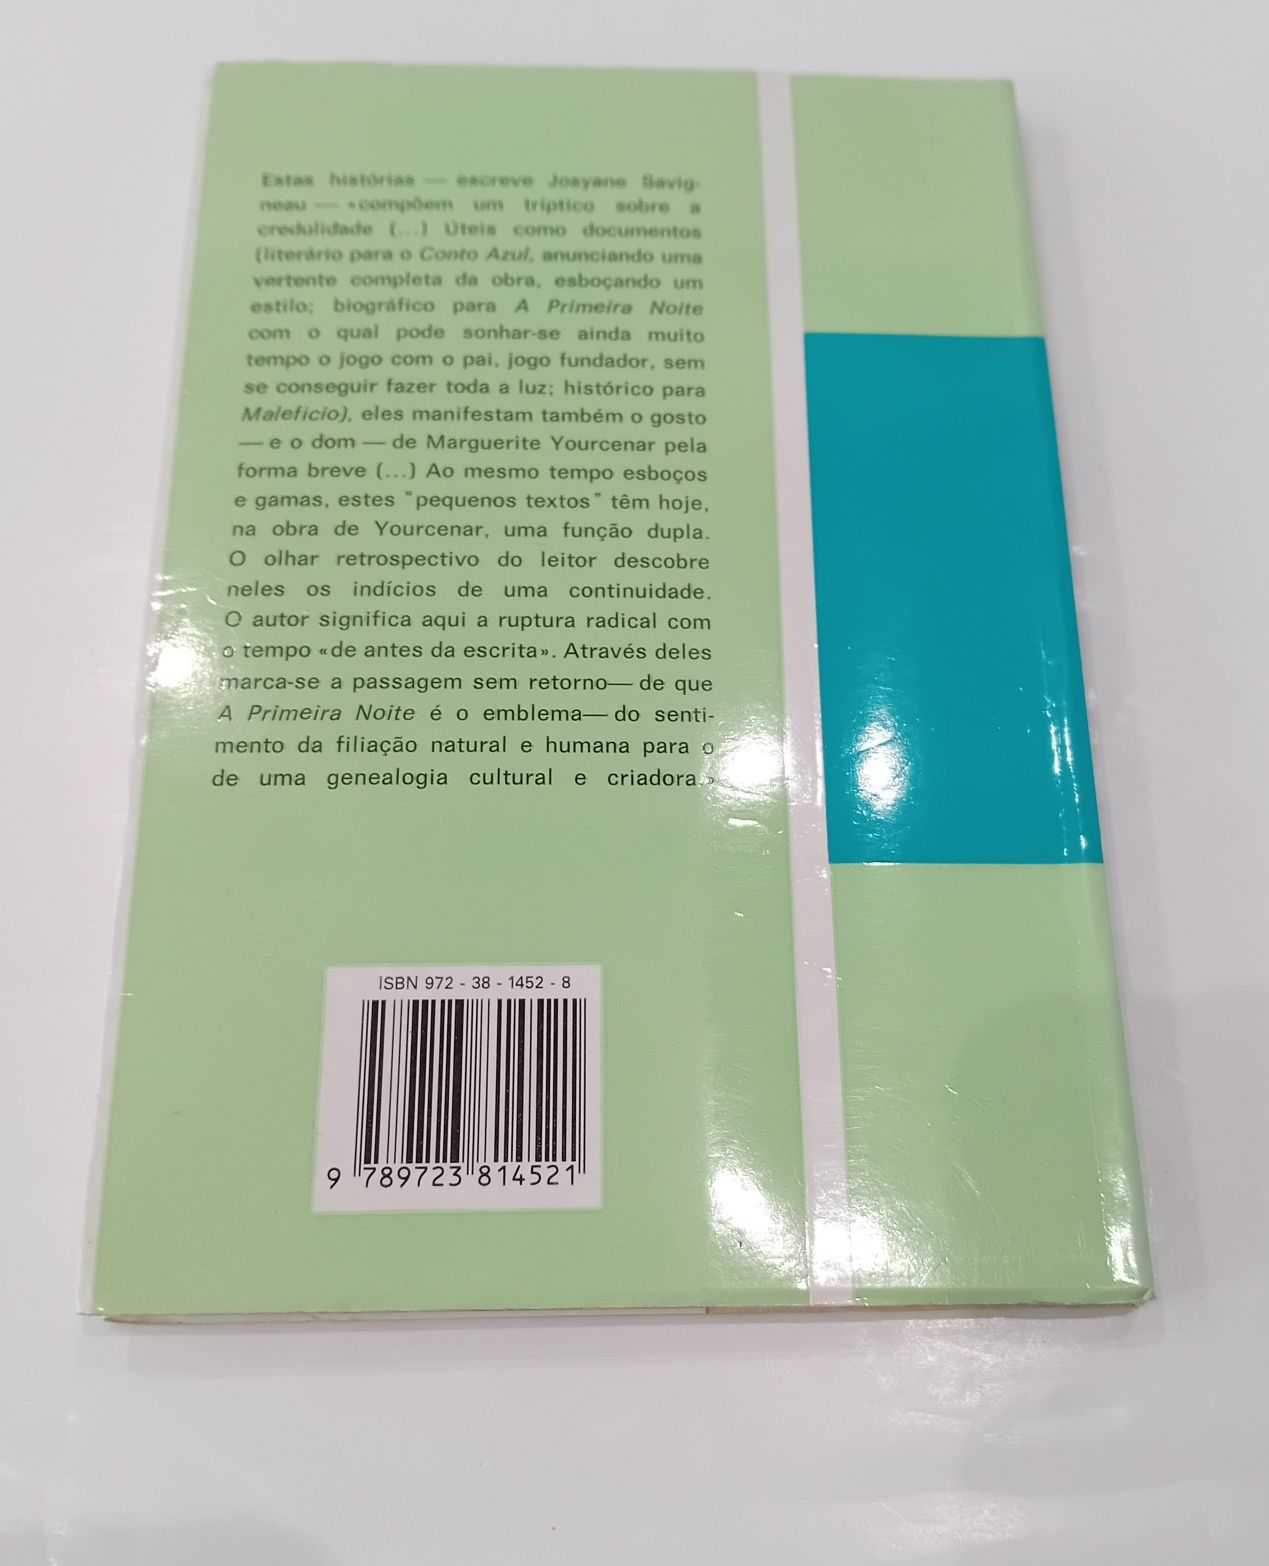 Estas histórias — escreve Josyane Savig-
neau — «compõem um tríptico sobre a
credulidade (...) Úteis como documentos
(literário para o Conto Azul, anunciando uma
vertente completa da obra, esboçando um
estilo; biográfico para A Primeira Noite
com o qual pode sonhar-se ainda muito
tempo o jogo com o pai, jogo fundador, sem
se conseguir fazer toda a luz; histórico para
Malefício), eles manifestam também o gosto
— e o dom — de Marguerite Yourcenar pela
forma breve (...) Ao mesmo tempo esboços
e gamas, estes "pequenos textos" têm hoje,
na obra de Yourcenar, uma função dupla.
O olhar retrospectivo do leitor descobre
neles os indícios de uma continuidade.
O autor significa aqui a ruptura radical com
o tempo «de antes da escrita». Através deles
marca-se a passagem sem retorno— de que
A Primeira Noite é o emblema— do senti-
mento da filiação natural e humana para o
de uma genealogia cultural e criadora.»
ISBN 972 - 38 - 1452 - 8
9 789723 814521